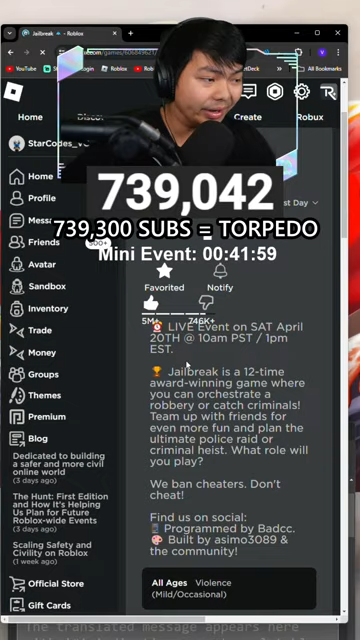 Jailbreak - Roblox
.com/games/606849621/
YouTube
Roblox
All Bookmarks
Home
Create
Robux
StarCodes_V
739,042
739,300 SUBS = TORPEDO
Mini Event: 00:41:59
Home
Profile
Friends
Avatar
Sandbox
Inventory
Trade
Money
Groups
Themes
Premium
Blog
Dedicated to building
a safer and more civil
online world
(3 days ago)
The Hunt: First Edition
and How It's Helping
Us Plan for Future
Roblox-wide Events
(3 days ago)
Scaling Safety and
Civility on Roblox
(1 week ago)
Official Store
Gift Cards
Favorited
Notify
5M+
746K+
⏰ LIVE Event on SAT April
20TH @ 10am PST / 1pm
EST.
🏆 Jailbreak is a 12-time
award-winning game where
you can orchestrate a
robbery or catch criminals!
Team up with friends for
even more fun and plan the
ultimate police raid or
criminal heist. What role will
you play?
We ban cheaters. Don't
cheat!
Find us on social:
📱 Programmed by Badcc.
🎨 Built by asimo3089 &
the community!
All Ages Violence
(Mild/Occasional)
The translated message appears here